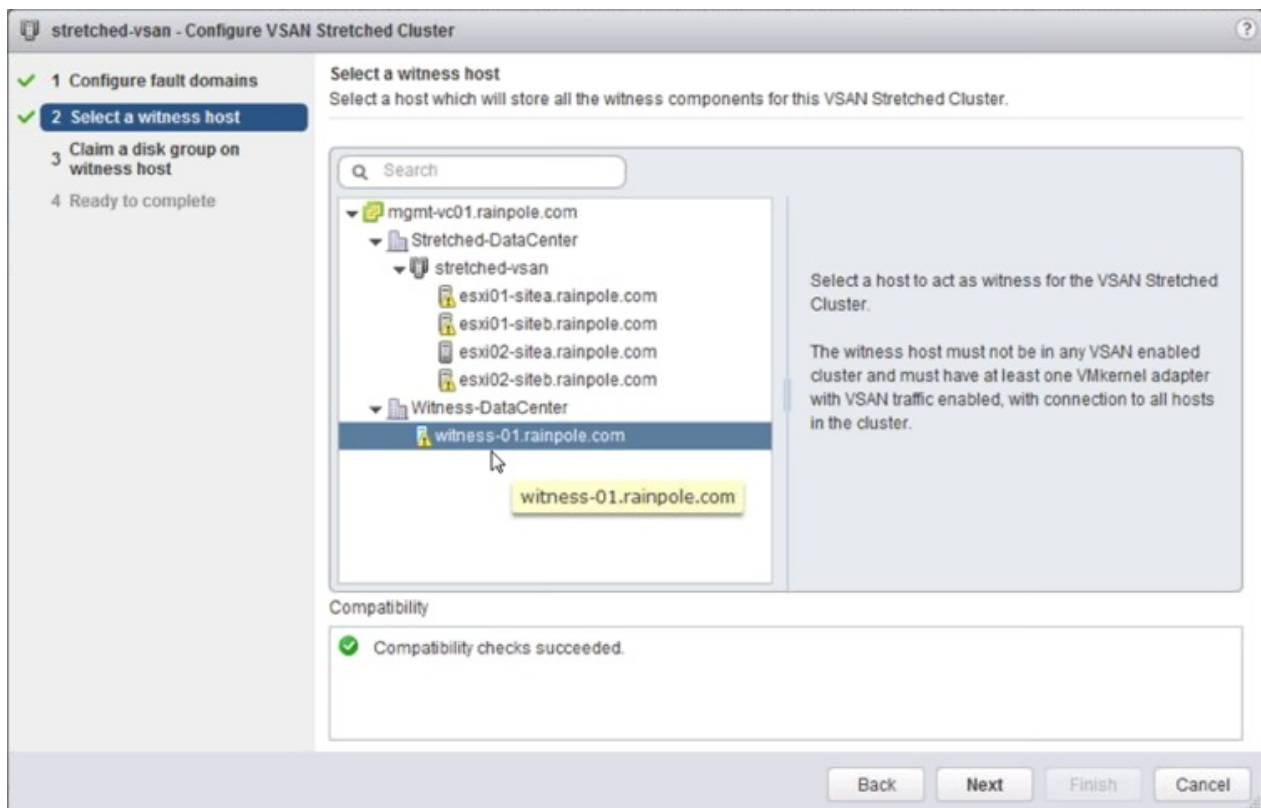 stretched-vsan - Configure VSAN Stretched Cluster
?
1 Configure fault domains
2 Select a witness host
3 Claim a disk group on
witness host
4 Ready to complete
Select a witness host
Select a host which will store all the witness components for this VSAN Stretched Cluster.
Search
mgmt-vc01.rainpole.com
Stretched-DataCenter
stretched-vsan
esxi01-sitea.rainpole.com
esxi01-siteb.rainpole.com
esxi02-sitea.rainpole.com
esxi02-siteb.rainpole.com
Witness-DataCenter
witness-01.rainpole.com
witness-01.rainpole.com
Select a host to act as witness for the VSAN Stretched
Cluster.
The witness host must not be in any VSAN enabled
cluster and must have at least one VMkernel adapter
with VSAN traffic enabled, with connection to all hosts
in the cluster.
Compatibility
Compatibility checks succeeded.
Back Next Finish Cancel